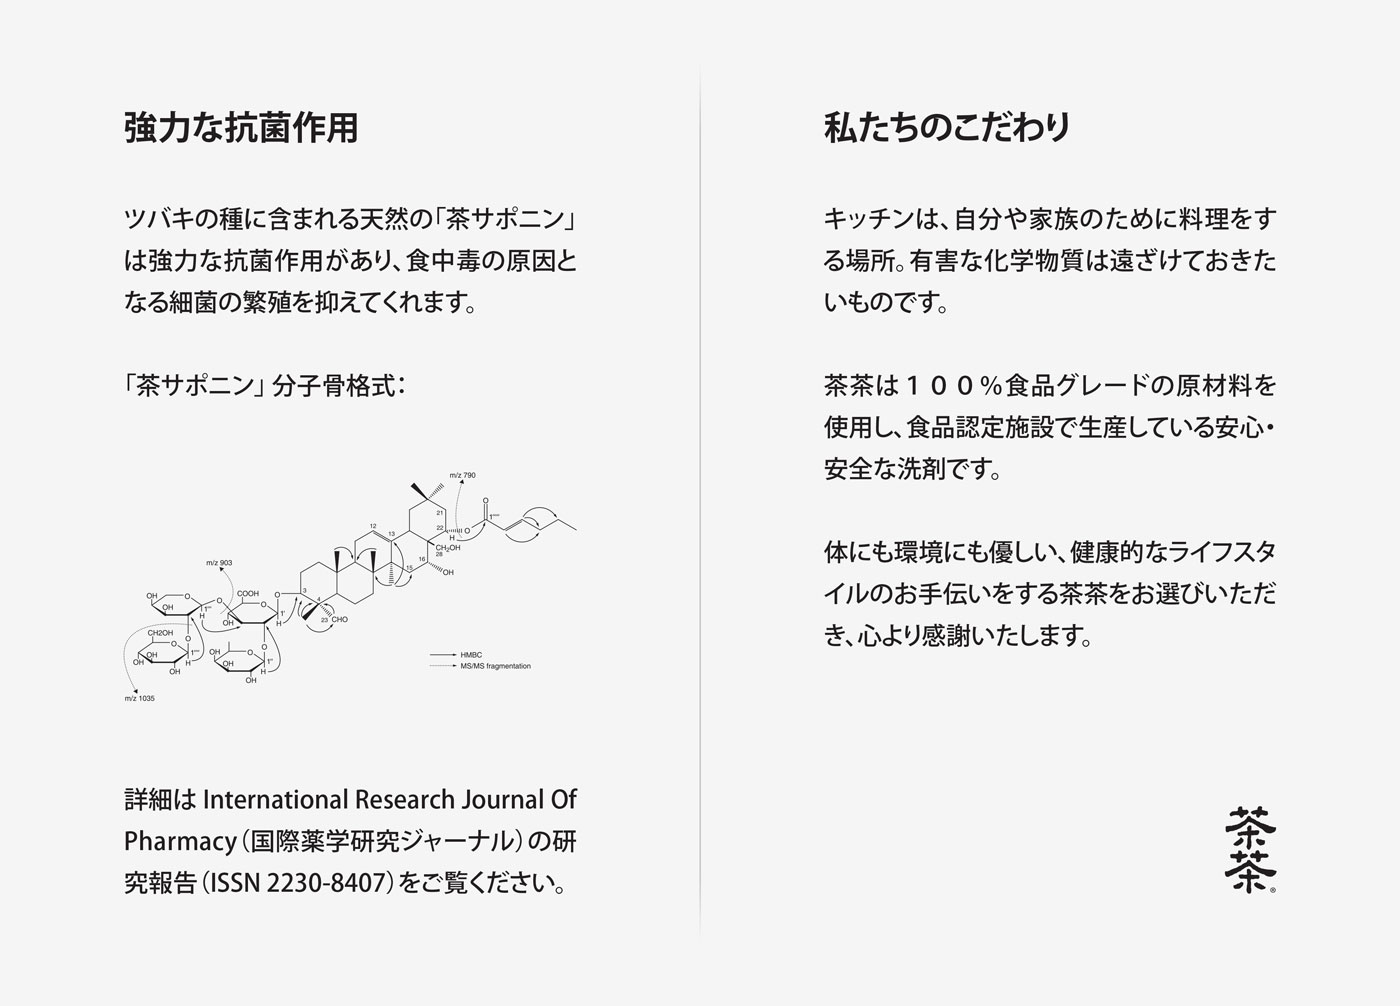 強力な抗菌作用
ツバキの種に含まれる天然の「茶サポニン」
は強力な抗菌作用があり、食中毒の原因と
なる細菌の繁殖を抑えてくれます。
「茶サポニン」分子骨格式：
m/z 790
O
1''''' 
21
22
O
H
12
13
CH₂OH
28
16
15
OH
m/z 903
3
4
23
CHO
O
COOH
OH
O
O
OH
1'''
H
O
OH
1'
H
O
O
CH2OH
O
OH
OH
OH
1''''
H
O
OH
OH
OH
1''
H
HMBC
MS/MS fragmentation
m/z 1035
詳細は International Research Journal Of
Pharmacy（国際薬学研究ジャーナル）の研
究報告（ISSN 2230-8407）をご覧ください。
私たちのこだわり
キッチンは、自分や家族のために料理をす
る場所。有害な化学物質は遠ざけておきた
いものです。
茶茶は１００%食品グレードの原材料を
使用し、食品認定施設で生産している安心・
安全な洗剤です。
体にも環境にも優しい、健康的なライフスタ
イルのお手伝いをする茶茶をお選びいただ
き、心より感謝いたします。
茶
茶®